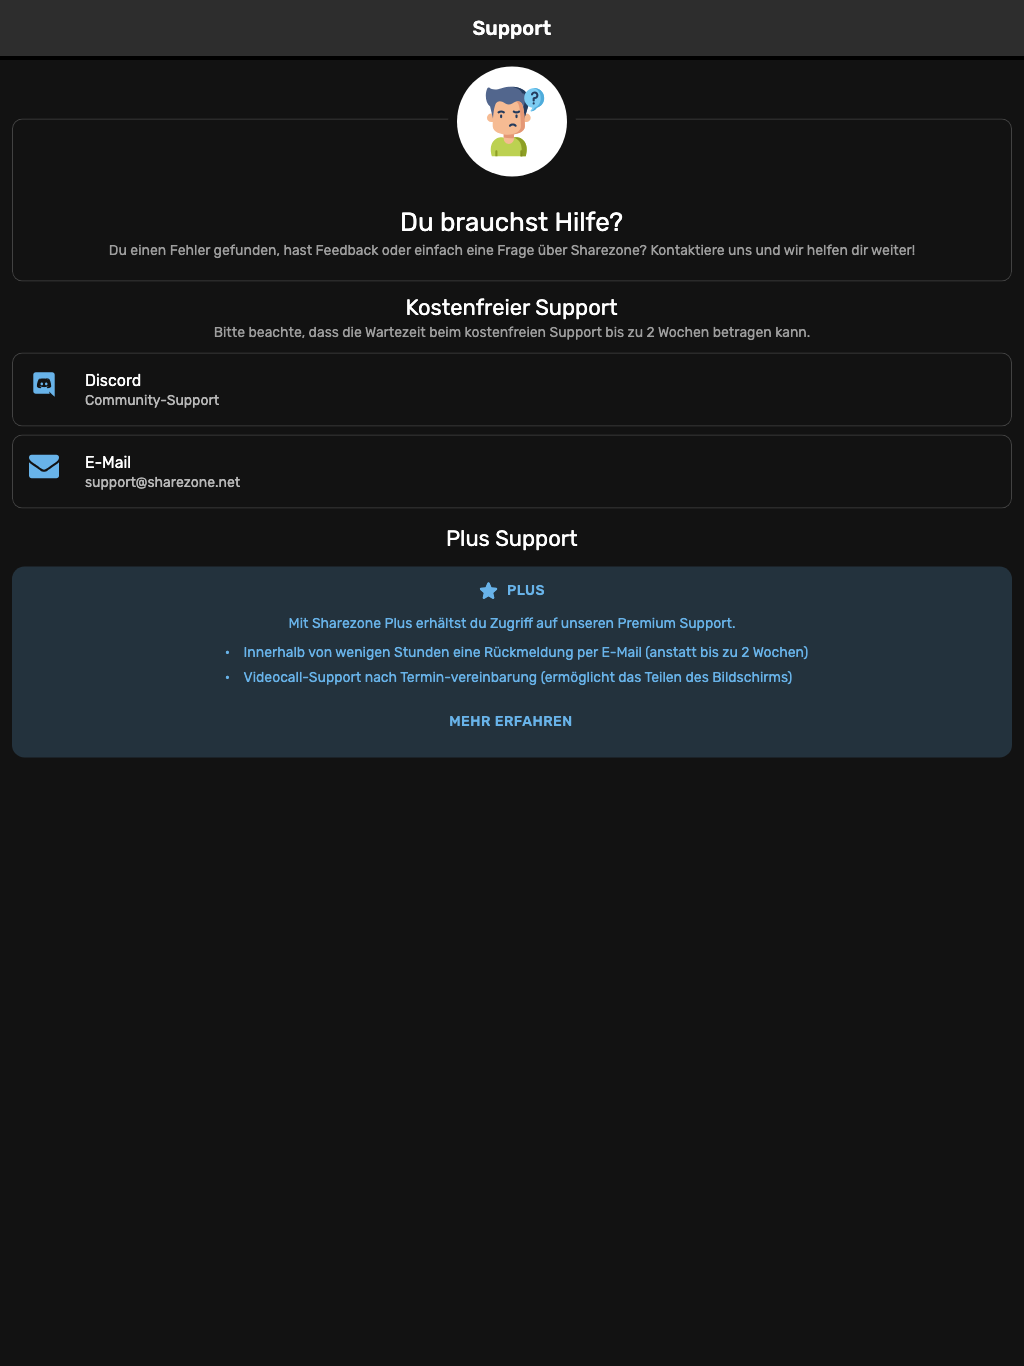 Support
?
Du brauchst Hilfe?
Du einen Fehler gefunden, hast Feedback oder einfach eine Frage über Sharezone? Kontaktiere uns und wir helfen dir weiter!
Kostenfreier Support
Bitte beachte, dass die Wartezeit beim kostenfreien Support bis zu 2 Wochen betragen kann.
Discord
Community-Support
E-Mail
support@sharezone.net
Plus Support
PLUS
Mit Sharezone Plus erhältst du Zugriff auf unseren Premium Support.
• Innerhalb von wenigen Stunden eine Rückmeldung per E-Mail (anstatt bis zu 2 Wochen)
• Videocall-Support nach Termin-vereinbarung (ermöglicht das Teilen des Bildschirms)
MEHR ERFAHREN